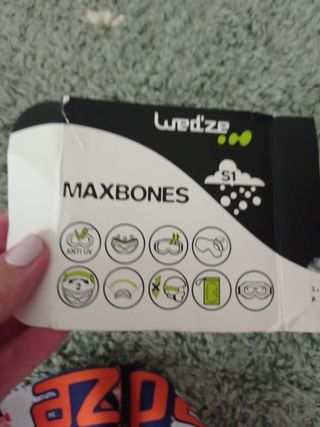 Wed'ze
S1
MAXBONES
ANTI UV